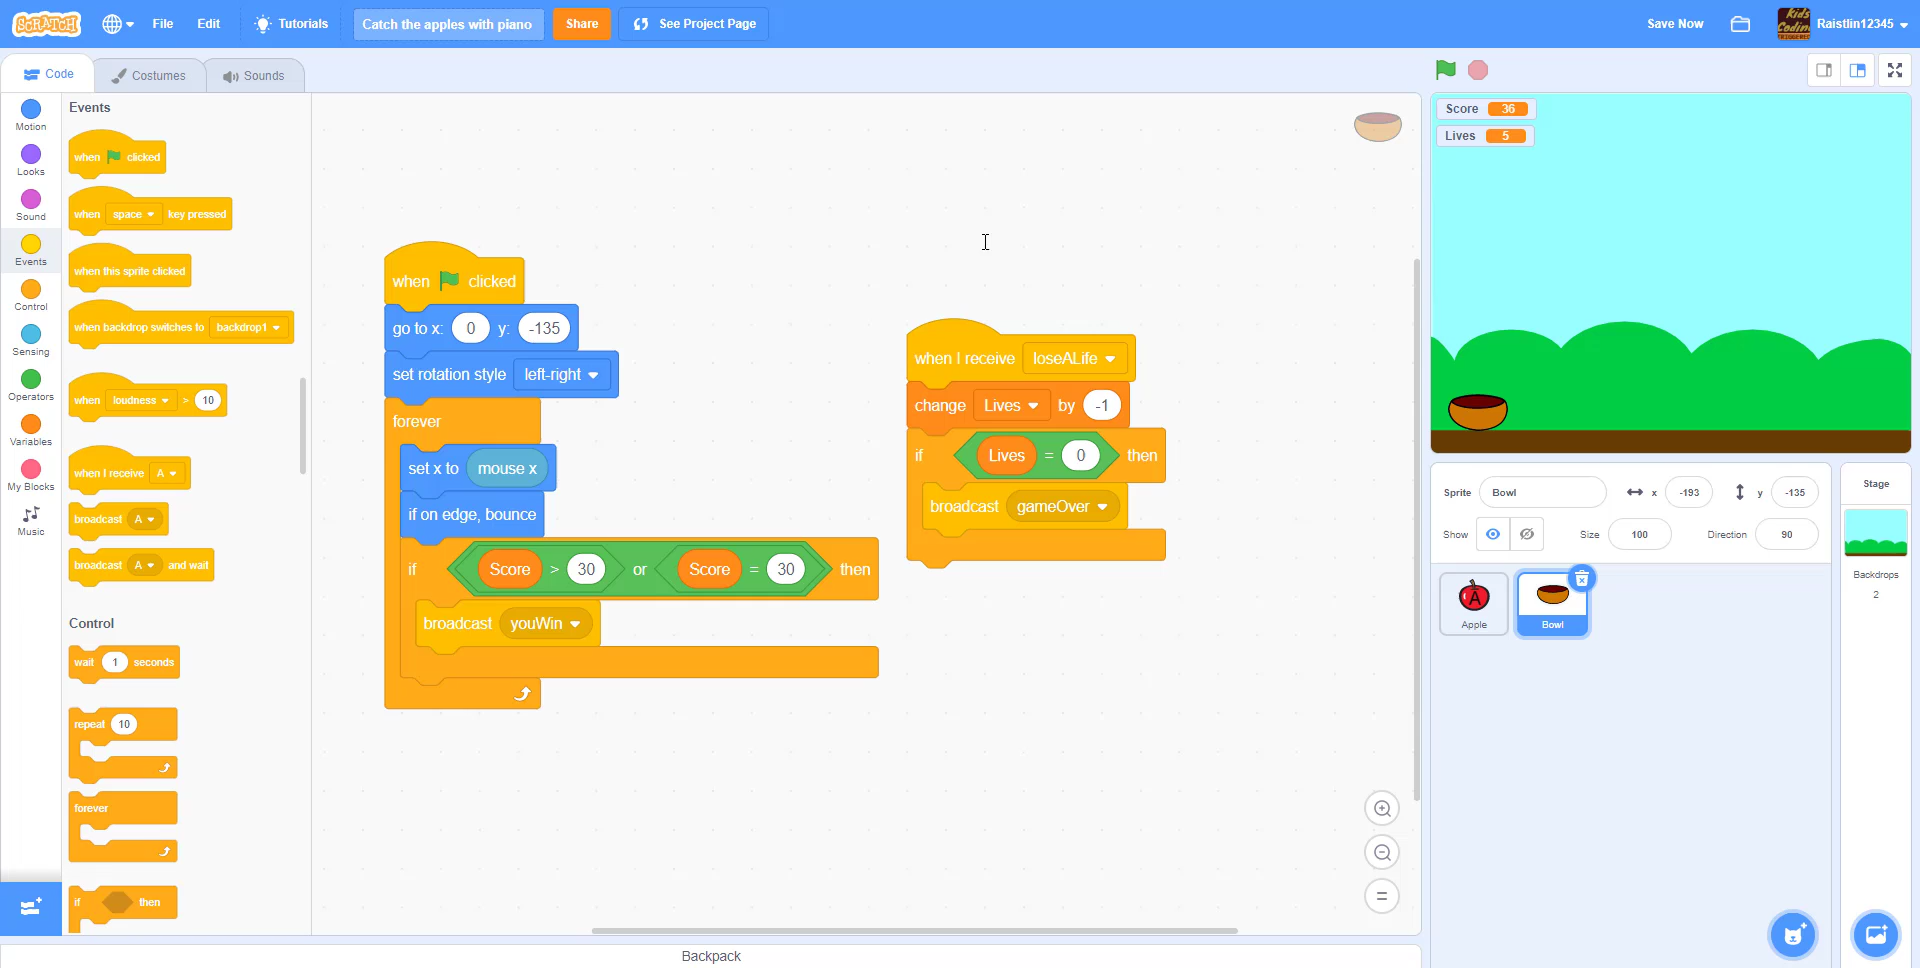 SCRATCH File Edit Tutorials Catch the apples with piano Share See Project Page Save Now Kids Coding TRIGGERED Raistlin12345
Code Costumes Sounds
Motion
Looks
Sound
Events
Control
Sensing
Operators
Variables
My Blocks
Music
Events
when clicked
when space key pressed
when this sprite clicked
when backdrop switches to backdrop1
when loudness > 10
when I receive A
broadcast A
broadcast A and wait
Control
wait 1 seconds
repeat 10
forever
if then
when clicked
go to x: 0 y: -135
set rotation style left-right
forever
set x to mouse x
if on edge, bounce
if Score > 30 or Score = 30 then
broadcast youWin
when I receive loseALife
change Lives by -1
if Lives = 0 then
broadcast gameOver
Backpack
Score 36
Lives 5
Sprite Bowl x -193 y -135
Show Size 100 Direction 90
A
Apple
Bowl
Stage
Backdrops
2